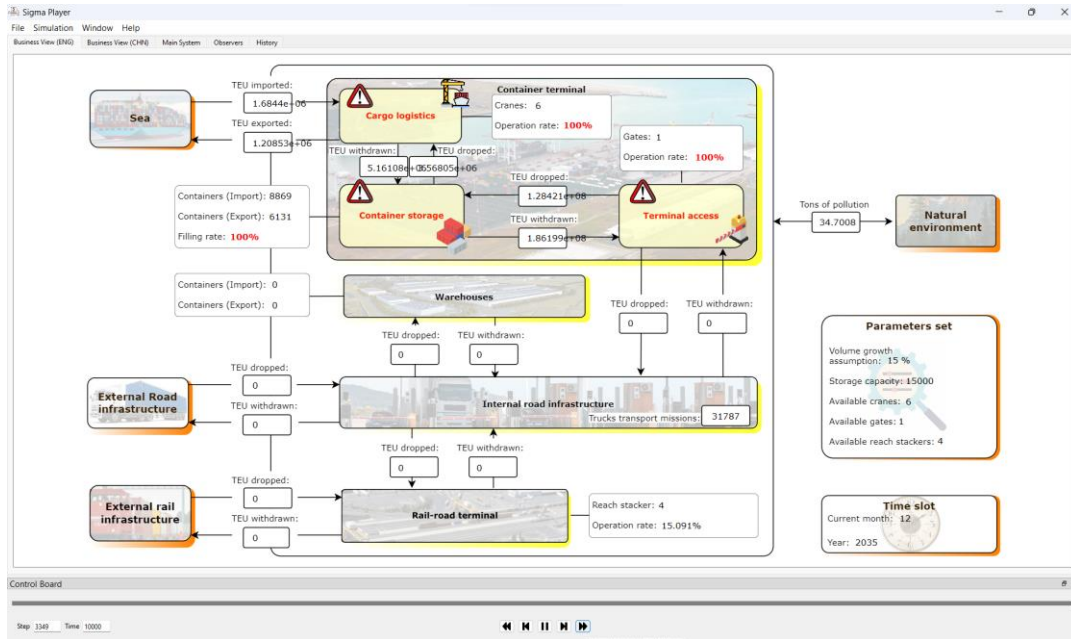 Sigma Player
File Simulation Window Help
Business View (ENG) Business View (CHN) Main System Observers History
TEU imported:
1.6844e+06
Sea
TEU exported:
1.20853e+06
Container terminal
Cargo logistics
Cranes: 6
Operation rate: 100%
Gates: 1
Operation rate: 100%
TEU withdrawn:
TEU dropped:
5.16108e+06
56805e+06
TEU dropped:
1.28421e+08
TEU withdrawn:
1.86199e+08
Container storage
Terminal access
Containers (Import): 8869
Containers (Export): 6131
Filling rate: 100%
Tons of pollution
34.7008
Natural
environment
Containers (Import): 0
Containers (Export): 0
Warehouses
TEU dropped:
0
TEU withdrawn:
0
TEU dropped:
0
TEU withdrawn:
0
TEU dropped:
0
External Road
infrastructure
TEU withdrawn:
0
Internal road infrastructure
Trucks transport missions:
31787
TEU dropped:
0
TEU withdrawn:
0
TEU dropped:
0
External rail
infrastructure
TEU withdrawn:
0
Rail-road terminal
Reach stacker: 4
Operation rate: 15.091%
Parameters set
Volume growth
assumption: 15 %
Storage capacity: 15000
Available cranes: 6
Available gates: 1
Available reach stackers: 4
Time slot
Current month: 12
Year: 2035
Control Board
Step 3349 Time 10000